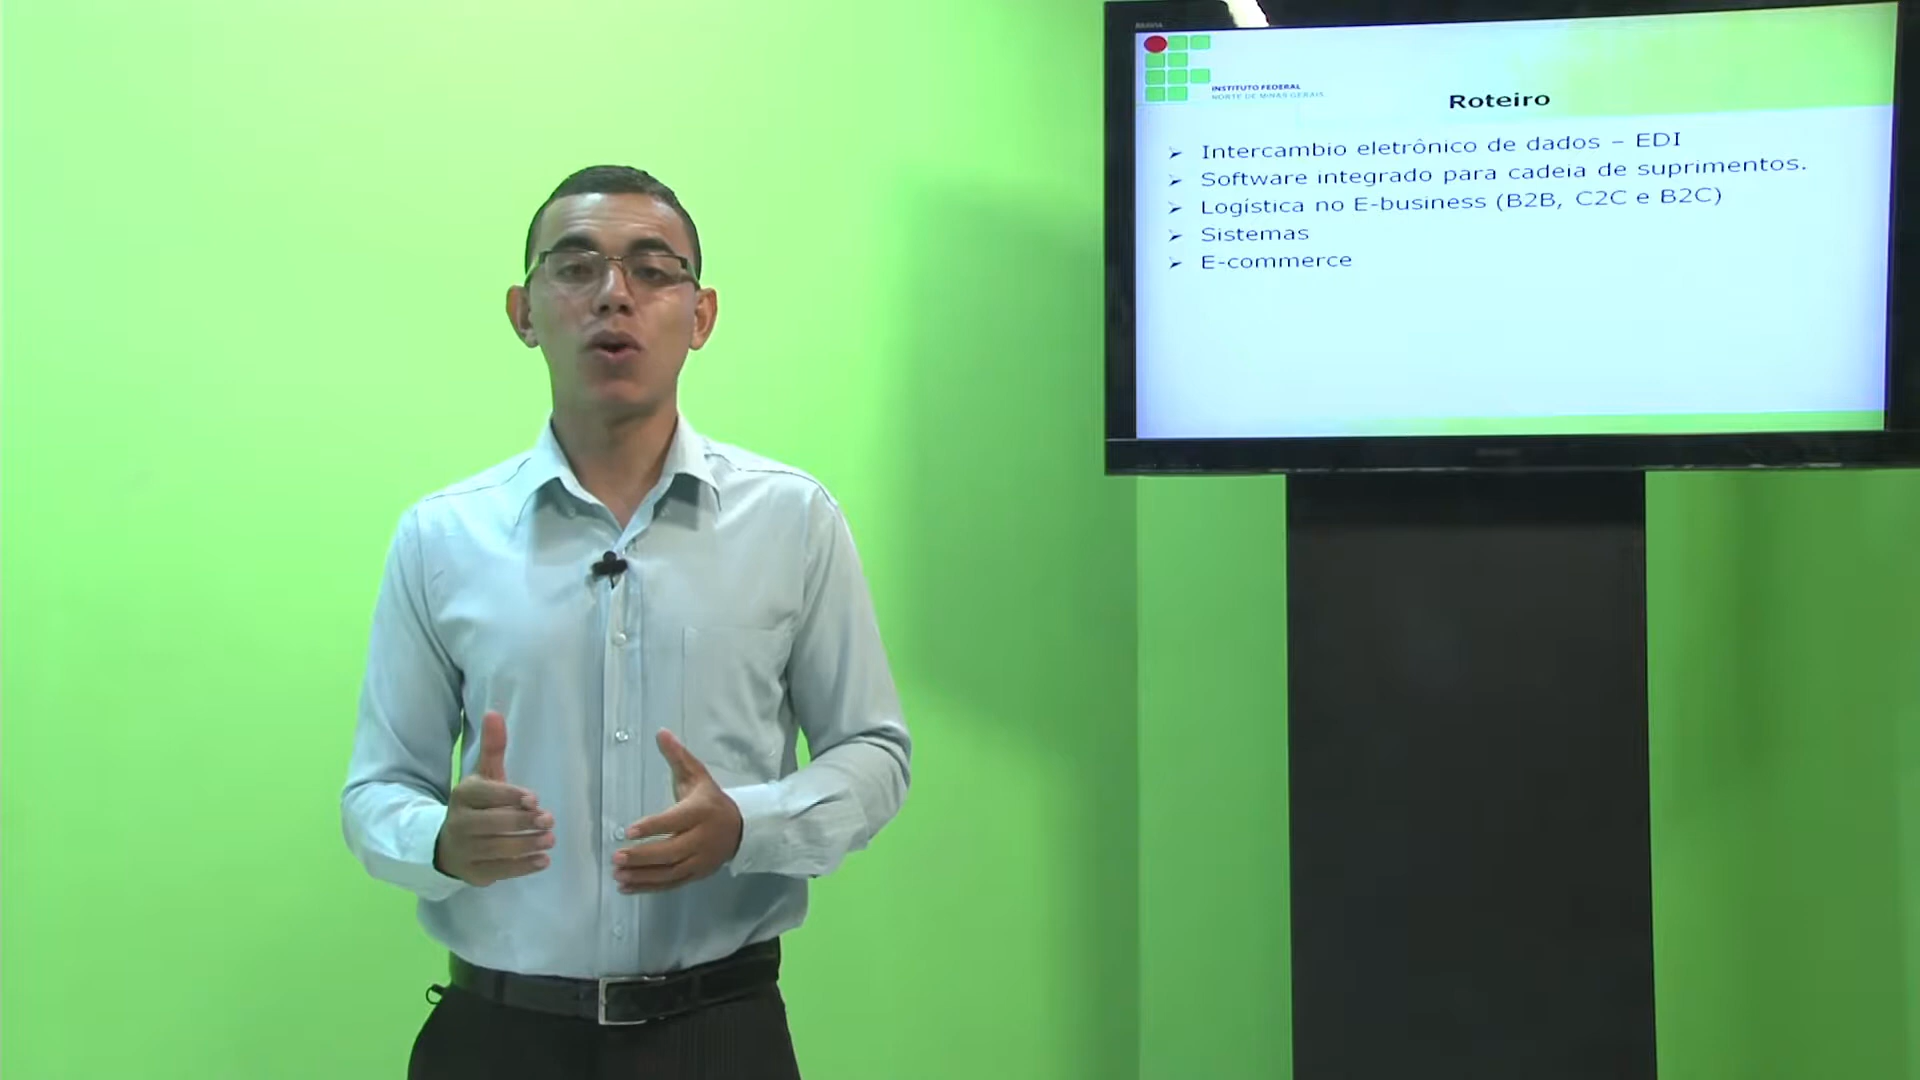 INSTITUTO FEDERAL
NORTE DE MINAS GERAIS
Roteiro
Intercambio eletrônico de dados – EDI
Software integrado para cadeia de suprimentos.
Logística no E-business (B2B, C2C e B2C)
Sistemas
E-commerce